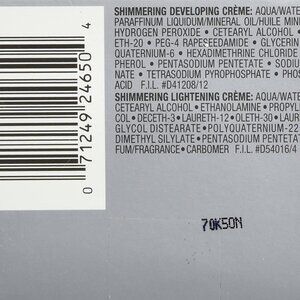 SHIMMERING DEVELOPING CRÈME: AQUA/WATE
PARAFFINUM LIQUIDUM/MINERAL OIL/HUILE MIN
HYDROGEN PEROXIDE • CETEARYL ALCOHOL •
ETH-20 • PEG-4 RAPESEEDAMIDE • GLYCERIN
QUATERNIUM-6 • HEXADIMETHRINE CHLORIDE
PHEROL • PENTASODIUM PENTETATE • SODIU
NATE • TETRASODIUM PYROPHOSPHATE • PHOS
ACID F.I.L. #D41208/12
SHIMMERING LIGHTENING CRÈME: AQUA/WATE
CETEARYL ALCOHOL • ETHANOLAMINE • PROPYL
COL • DECETH-3 • LAURETH-12 • OLETH-30 • LAUR
GLYCOL DISTEARATE • POLYQUATERNIUM-22
DIMETHYL SILYLATE • PENTASODIUM PENTETAT
FUM/FRAGRANCE • CARBOMER F.I.L. #D54016/4
0 71249 24650 4
70K50N